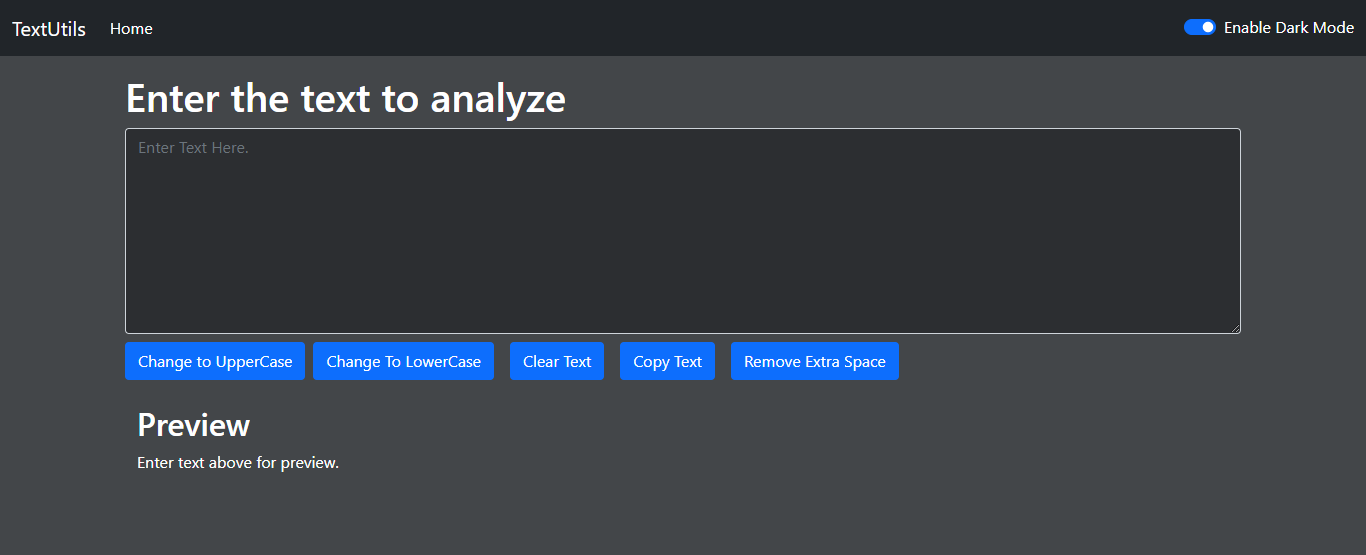 TextUtils Home Enable Dark Mode
Enter the text to analyze
Enter Text Here.
Change to UpperCase Change To LowerCase Clear Text Copy Text Remove Extra Space
Preview
Enter text above for preview.